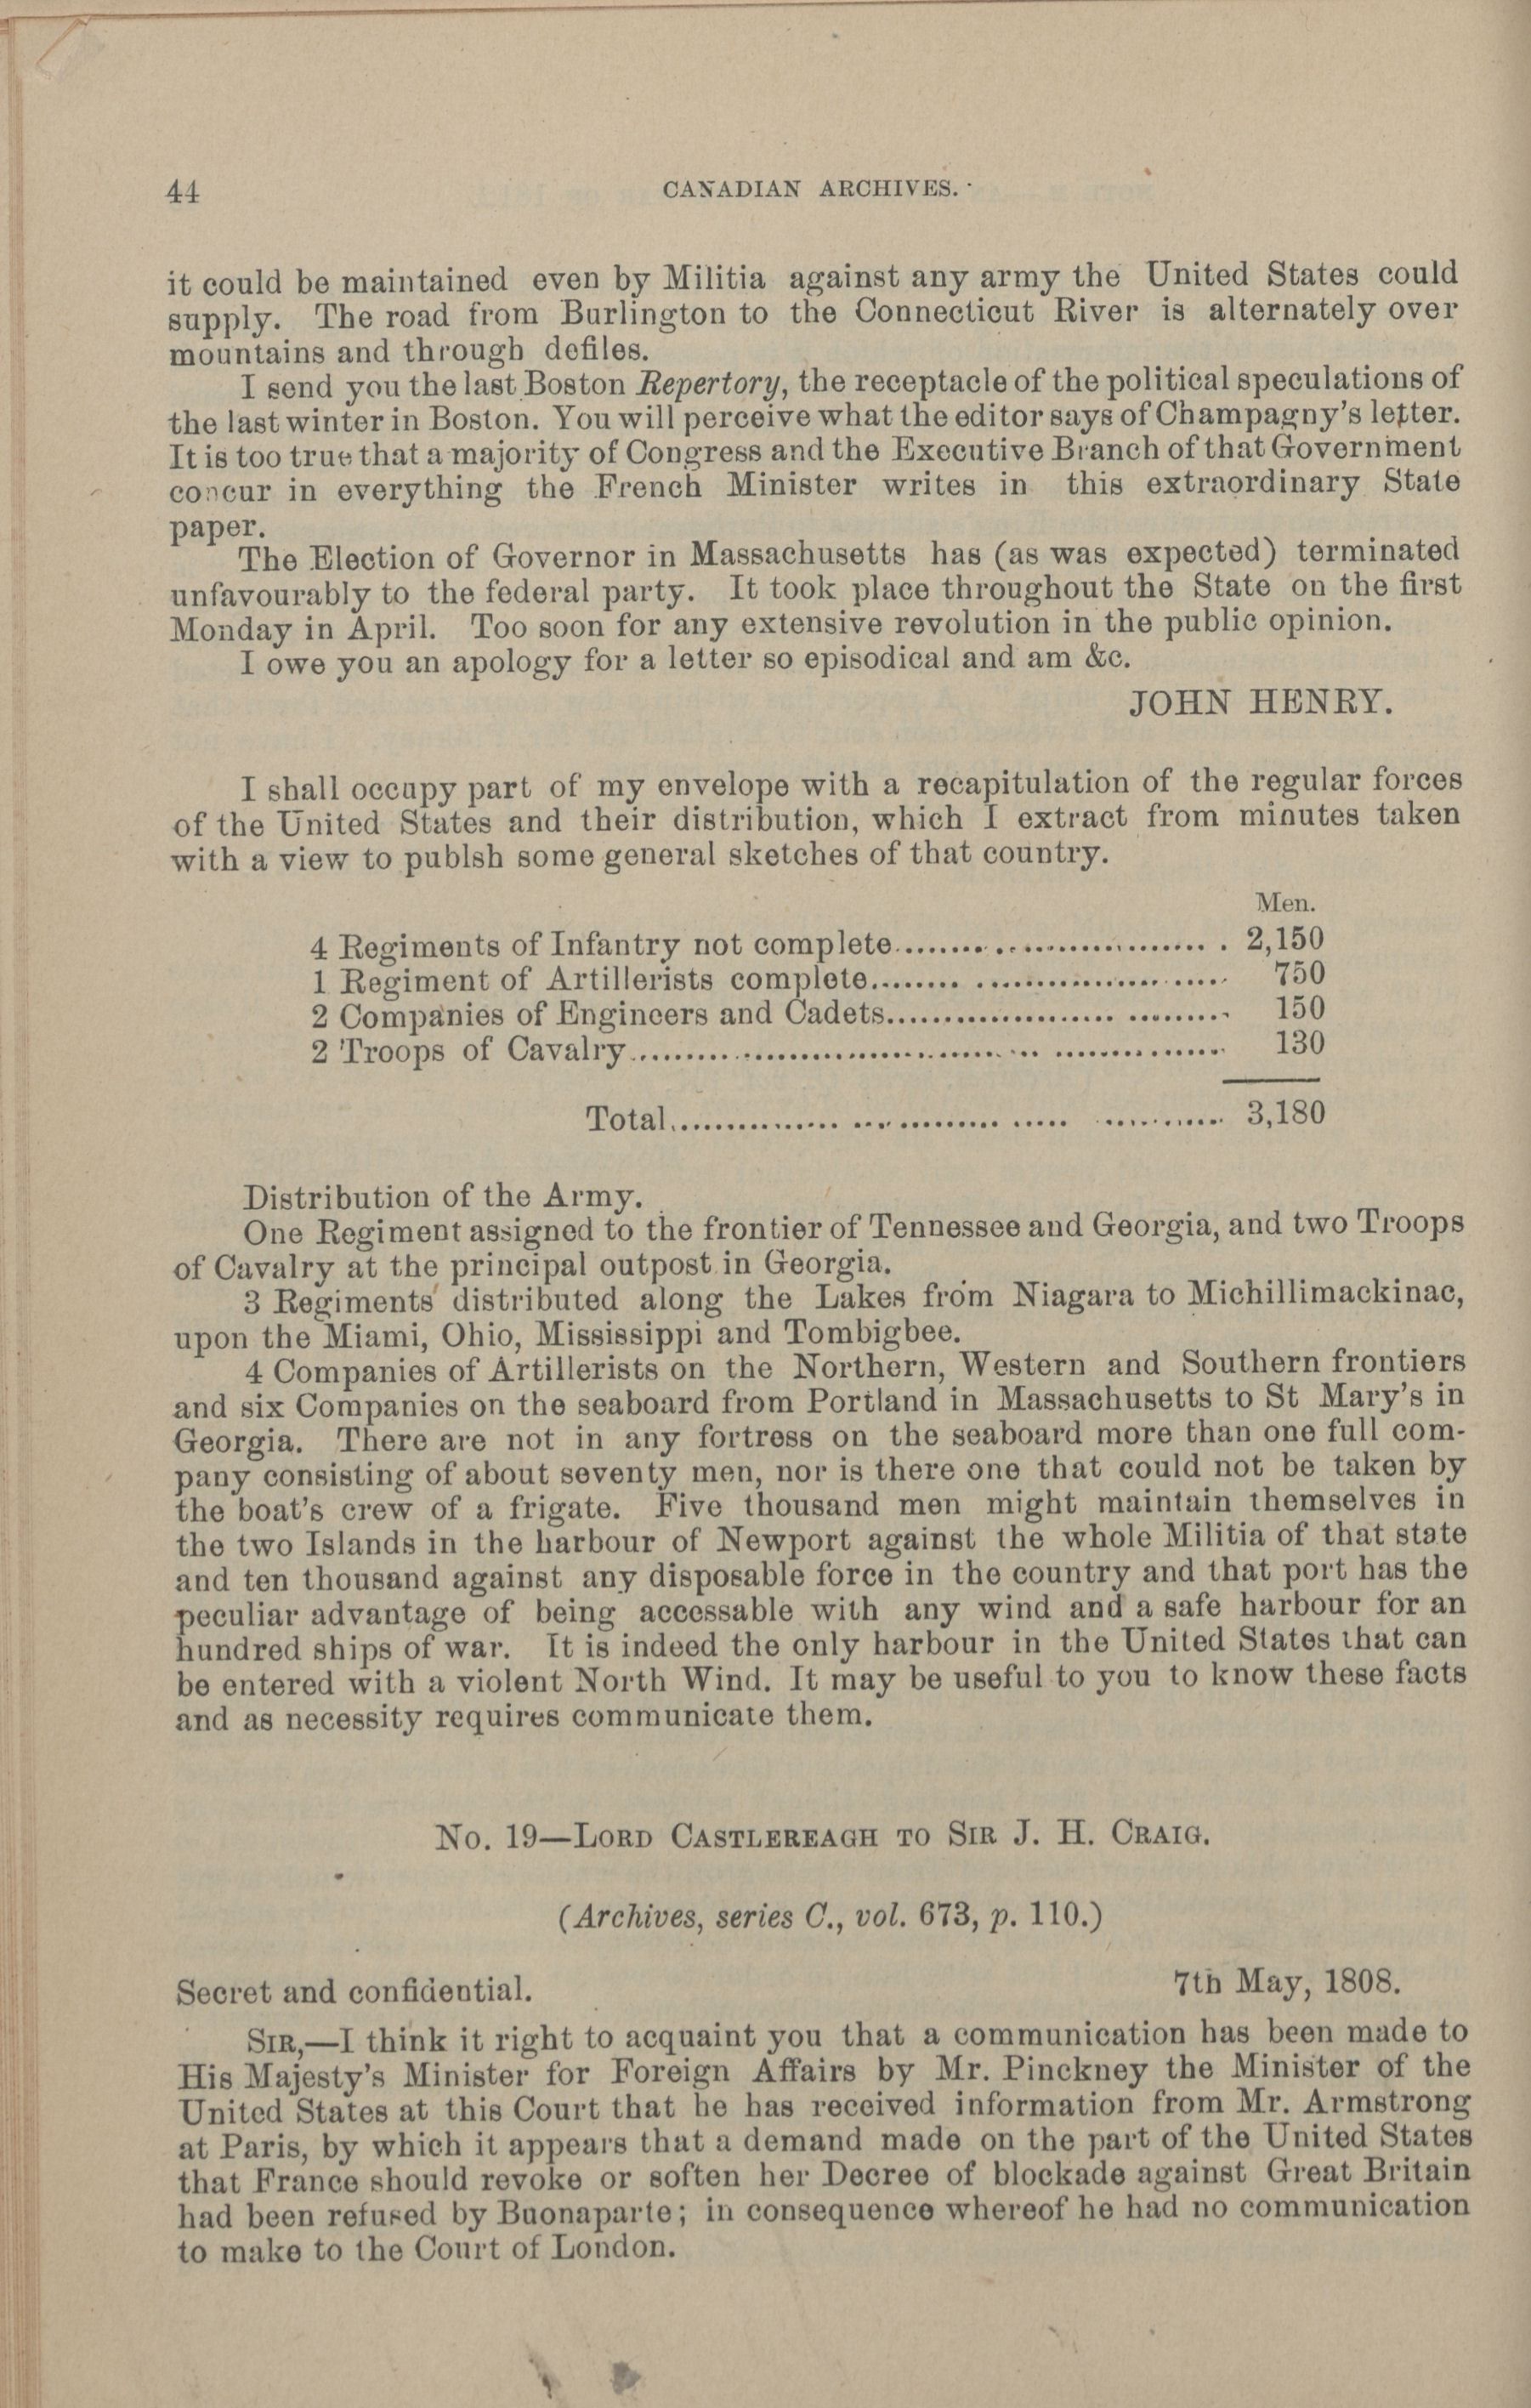 44 CANADIAN ARCHIVES.
it could be maintained even by Militia against any army the United States could
supply. The road from Burlington to the Connecticut River is alternately over
mountains and through defiles.
I send you the last Boston Repertory, the receptacle of the political speculations of
the last winter in Boston. You will perceive what the editor says of Champagny's letter.
It is too true that a majority of Congress and the Executive Branch of that Government
concur in everything the French Minister writes in this extraordinary State
paper.
The Election of Governor in Massachusetts has (as was expected) terminated
unfavourably to the federal party. It took place throughout the State on the first
Monday in April. Too soon for any extensive revolution in the public opinion.
I owe you an apology for a letter so episodical and am &c.
JOHN HENRY.
I shall occupy part of my envelope with a recapitulation of the regular forces
of the United States and their distribution, which I extract from minutes taken
with a view to publsh some general sketches of that country.
Men.
4 Regiments of Infantry not complete.................................. 2,150
1 Regiment of Artillerists complete.................................. 750
2 Companies of Engineers and Cadets.................................. 150
2 Troops of Cavalry.................................................. 130
Total.................................................. 3,180
Distribution of the Army.
One Regiment assigned to the frontier of Tennessee and Georgia, and two Troops
of Cavalry at the principal outpost in Georgia.
3 Regiments distributed along the Lakes from Niagara to Michillimackinac,
upon the Miami, Ohio, Mississippi and Tombigbee.
4 Companies of Artillerists on the Northern, Western and Southern frontiers
and six Companies on the seaboard from Portland in Massachusetts to St Mary's in
Georgia. There are not in any fortress on the seaboard more than one full com-
pany consisting of about seventy men, nor is there one that could not be taken by
the boat's crew of a frigate. Five thousand men might maintain themselves in
the two Islands in the harbour of Newport against the whole Militia of that state
and ten thousand against any disposable force in the country and that port has the
peculiar advantage of being accessable with any wind and a safe harbour for an
hundred ships of war. It is indeed the only harbour in the United States that can
be entered with a violent North Wind. It may be useful to you to know these facts
and as necessity requires communicate them.
No. 19—Lord Castlereagh to Sir J. H. Craig.
(Archives, series C., vol. 673, p. 110.)
Secret and confidential. 7th May, 1808.
Sir,—I think it right to acquaint you that a communication has been made to
His Majesty's Minister for Foreign Affairs by Mr. Pinckney the Minister of the
United States at this Court that he has received information from Mr. Armstrong
at Paris, by which it appears that a demand made on the part of the United States
that France should revoke or soften her Decree of blockade against Great Britain
had been refused by Buonaparte; in consequence whereof he had no communication
to make to the Court of London.